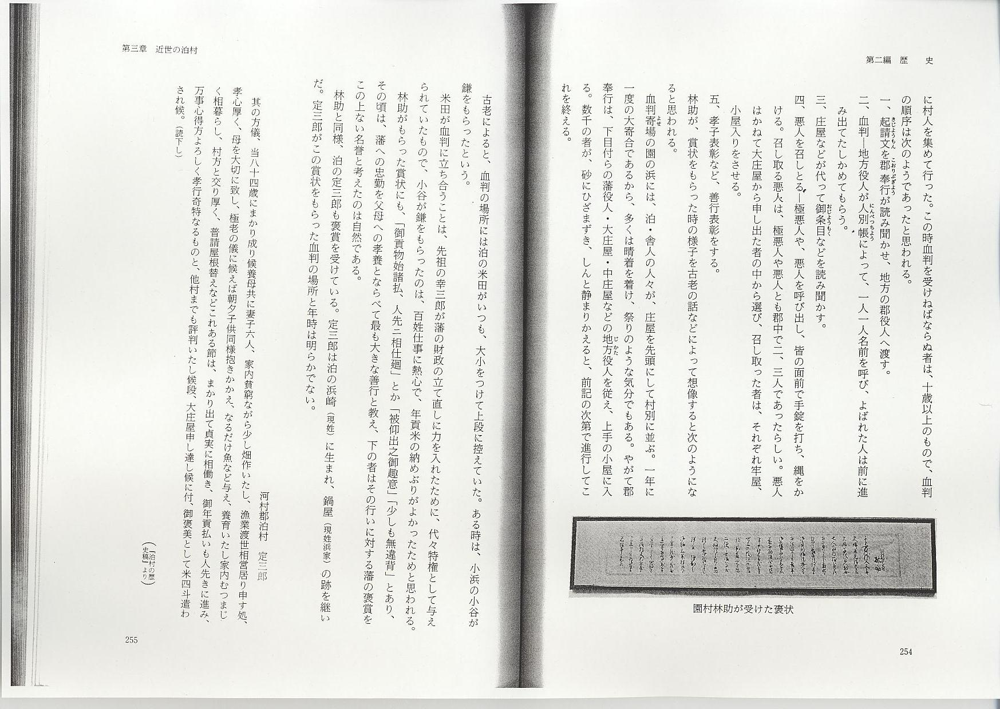 第二編　歴　史
に村人を集めて行った。この時血判を受けねばならぬ者は、十歳以上のもので、血判
の順序は次のようであったと思われる。
一、起請文を郡奉行が読み聞かせ、地方の郡役人へ渡す。
きじようもん　こおりぶぎよう
二、血判―地方役人が人別帳によって、一人一人名前を呼び、よばれた人は前に進
にんべつちよう
み出てたしかめてもらう。
三、庄屋などが代って御条目などを読み聞かす。
おじようもく
四、悪人を召しとる―極悪人や、悪人を呼び出し、皆の面前で手錠を打ち、縄をか
ける。召し取る悪人は、極悪人や悪人とも郡中で二、三人であったらしい。悪人
はかねて大庄屋から申し出た者の中から選び、召し取った者は、それぞれ牢屋、
小屋入りをさせる。
五、孝子表彰など、善行表彰をする。
林助が、賞状をもらった時の様子を古老の話などによって想像すると次のようにな
ると思われる。
血判寄場の園の浜には、泊・舎人の人々が、庄屋を先頭にして村別に並ぶ。一年に
よせ
一度の大寄合であるから、多くは晴着を着け、祭りのような気分でもある。やがて郡
奉行は、下目付らの藩役人・大庄屋・中庄屋などの地方役人を従え、上手の小屋に入
じかた
る。数千の者が、砂にひざまずき、しんと静まりかえると、前記の次第で進行してこ
れを終える。
園村林助が受けた褒状
254
第三章　近世の泊村
古老によると、血判の場所には泊の米田がいつも、大小をつけて上段に控えていた。ある時は、小浜の小谷が
鎌をもらったという。
米田が血判に立ち合うことは、先祖の幸三郎が藩の財政の立て直しに力を入れたために、代々特権として与え
られていたもので、小谷が鎌をもらったのは、百姓仕事に熱心で、年貢米の納めぶりがよかったためと思われる。
林助がもらった賞状にも、「御貢物始諸払、人先ニ相仕廻」とか「被仰出之御趣意」「少しも無違背」とあり、
その頃は、藩への忠勤を父母への孝養とならべて最も大きな善行と教え、下の者はその行いに対する藩の褒賞を
この上ない名誉と考えたのは自然である。
林助と同様、泊の定三郎も褒賞を受けている。定三郎は泊の浜崎（現姓）に生まれ、鍋屋（現姓浜家）の跡を継い
だ。定三郎がこの賞状をもらった血判の場所と年時は明らかでない。
河村郡泊村　定三郎
其の方儀、当八十四歳にまかり成り候養母共に妻子六人、家内貧窮ながら少し畑作いたし、漁業渡世相営居り申す処、
孝心厚く、母を大切に致し、極老の儀に候えば朝夕子供同様抱きかかえ、なるだけ魚など与え、養育いたし家内むつまじ
く相暮らし、村方と交り厚く、普請屋根替えなどこれある節は、まかり出て貞実に相働き、御年貢払いも人先きに進み、
万事心得方よろしく孝行奇特なるものと、他村までも評判いたし候段、大庄屋申し達し候に付、御褒美として米四斗遣わ
され候。（読下し）
（「泊村の歴
史稿」より）
255